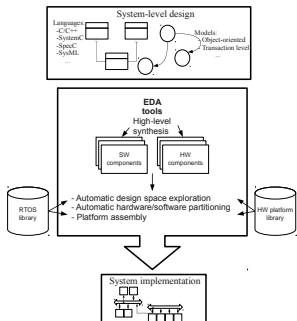 System-level design
Languages:
-C/C++
-SystemC
-SpecC
-SysML
...
Models:
- Object-oriented
- Transaction level
...
EDA
tools
High-level
synthesis
SW
components
HW
components
- Automatic design space exploration
- Automatic hardware/software partitioning
- Platform assembly
RTOS
library
HW platform
library
System implementation